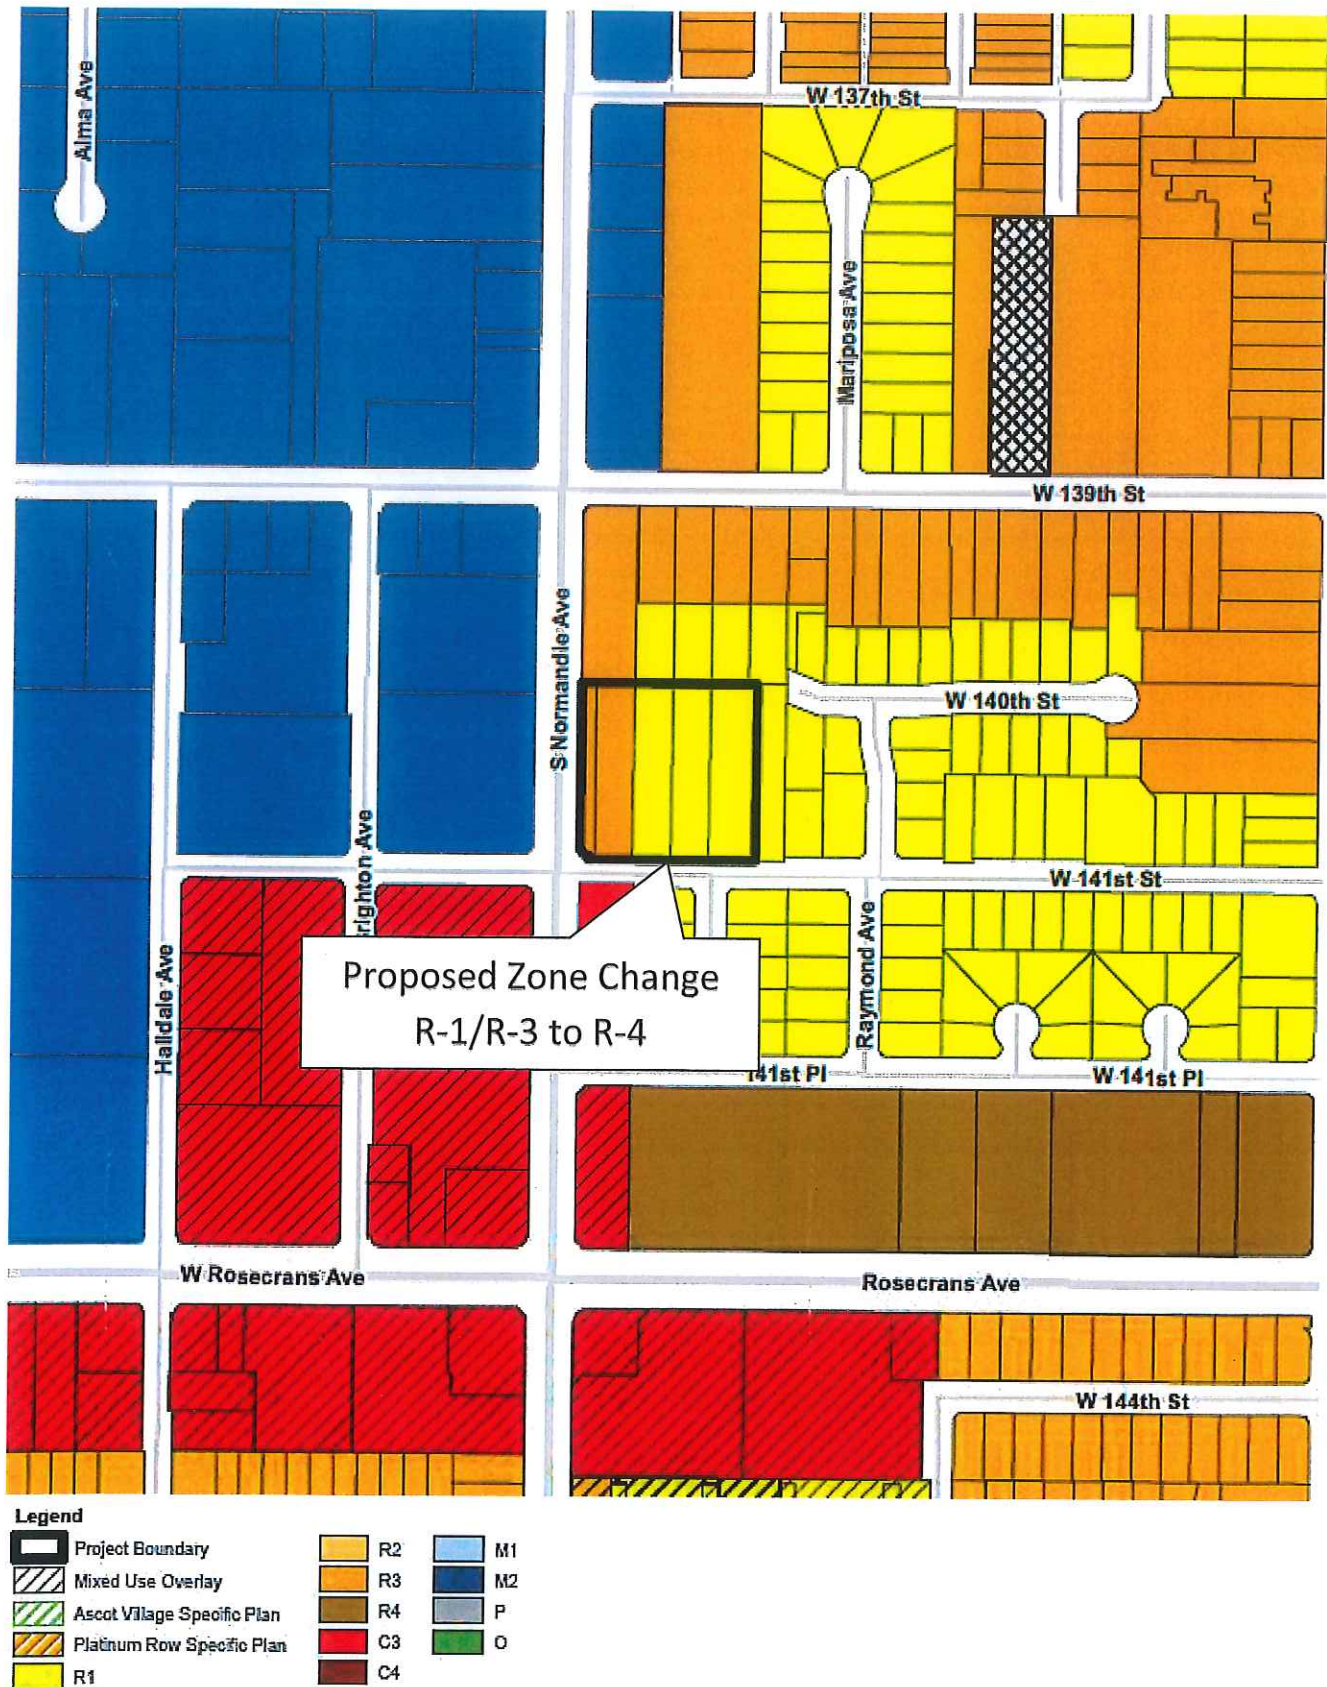 Alma Ave
W 137th St
Mariposa Ave
W 139th St
S Normandie Ave
W 140th St
righton Ave
W 141st St
Halldale Ave
Raymond Ave
Proposed Zone Change
R-1/R-3 to R-4
141st Pl
W 141st Pl
W Rosecrans Ave
Rosecrans Ave
W 144th St
Legend
Project Boundary
Mixed Use Overlay
Ascot Village Specific Plan
Platinum Row Specific Plan
R1
R2
R3
R4
C3
C4
M1
M2
P
O